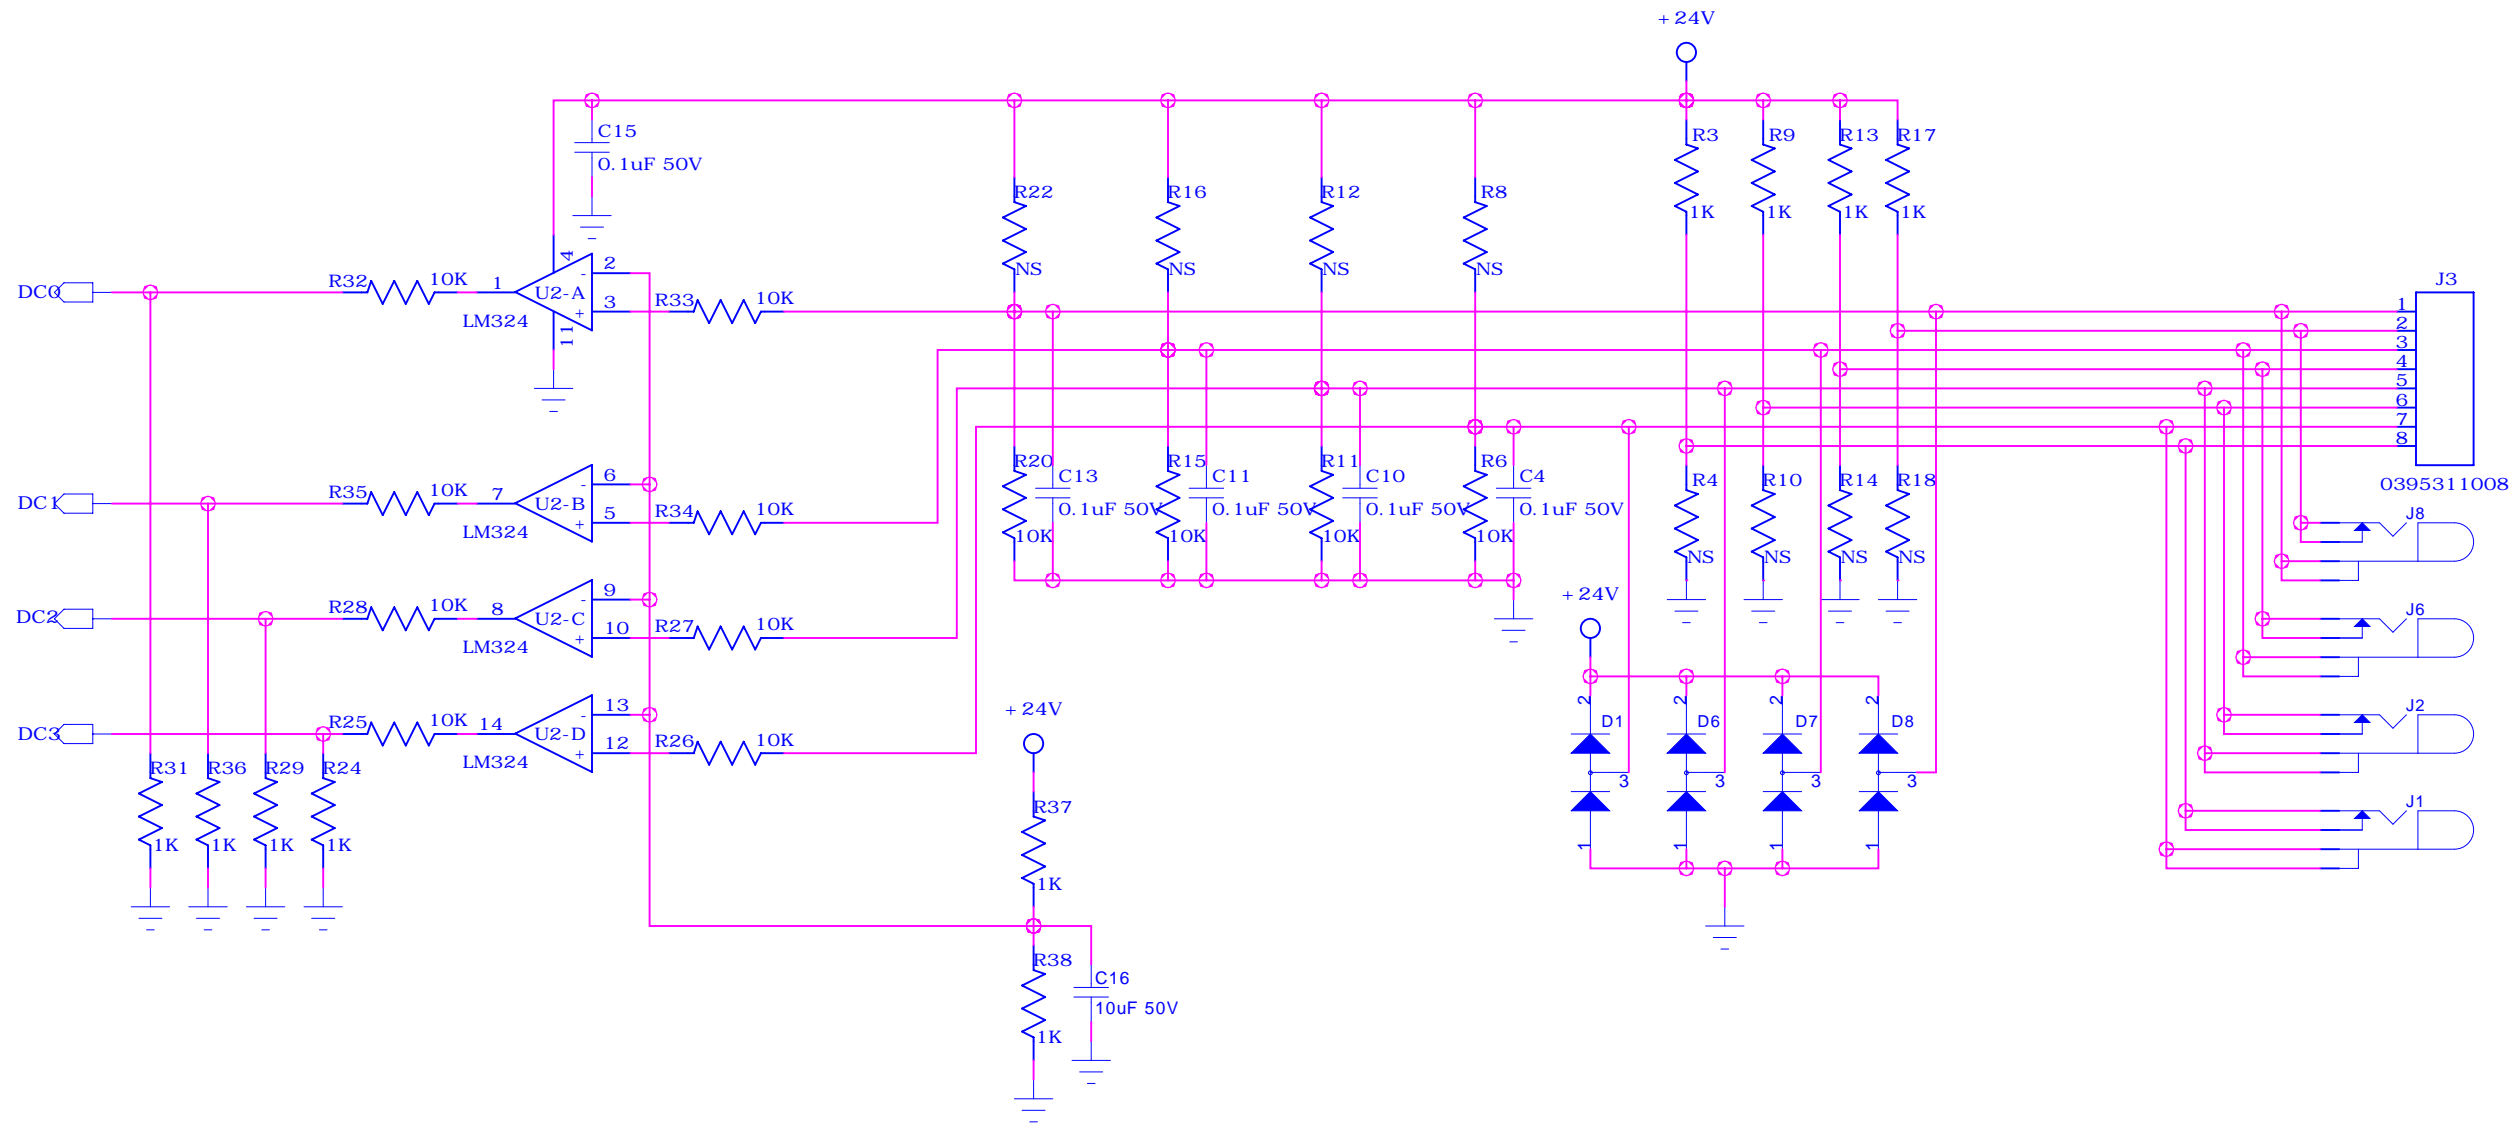 +24V
C15
0.1uF 50V
R3
R9
R13
R17
1K
1K
1K
1K
R22
R16
R12
R8
NS
NS
NS
NS
DC0
R32
10K
1
4
U2-A
-
+
2
3
11
LM324
R33
10K
J3
1
2
3
4
5
6
7
8
0395311008
DC1
R35
10K
7
U2-B
-
+
6
5
LM324
R34
10K
R20
C13
R15
C11
R11
C10
R6
C4
0.1uF 50V
0.1uF 50V
0.1uF 50V
0.1uF 50V
10K
10K
10K
10K
R4
R10
R14
R18
NS
NS
NS
NS
J8
DC2
R28
10K
8
U2-C
-
+
9
10
LM324
R27
10K
+24V
J6
DC3
R25
10K
14
U2-D
-
+
13
12
LM324
R26
10K
+24V
2
D1
2
D6
2
D7
2
D8
3
3
3
3
1
1
1
1
J2
J1
R31
R36
R29
R24
1K
1K
1K
1K
R37
1K
R38
1K
C16
10uF 50V